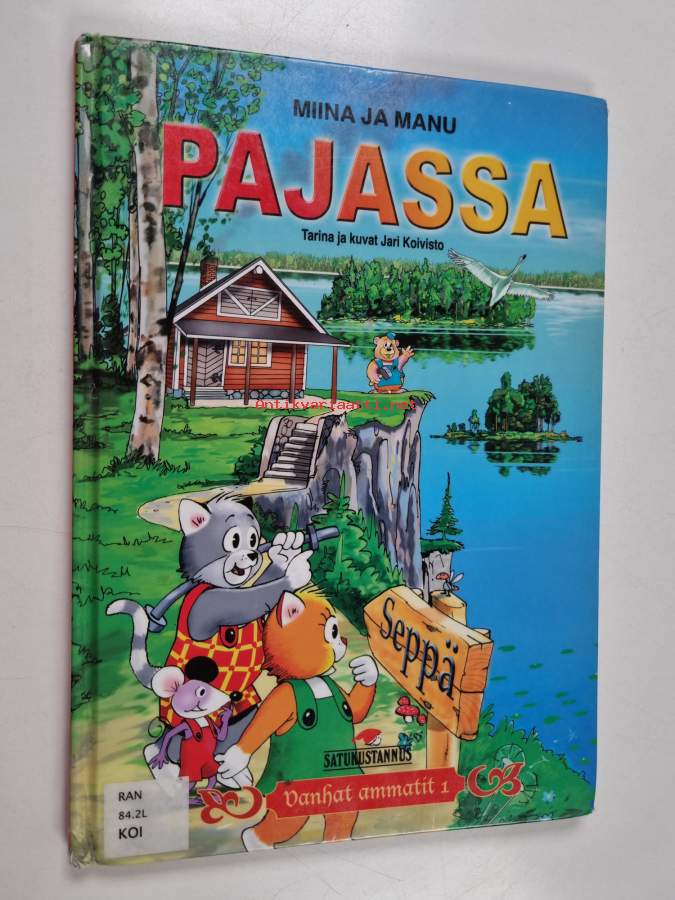 MIINA JA MANU
PAJASSA
Tarina ja kuvat Jari Koivisto
Antikvariaatti.net
Seppä
SATUKUSTANNUS
Vanhat ammatit 1
RAN
84.2L
KOI